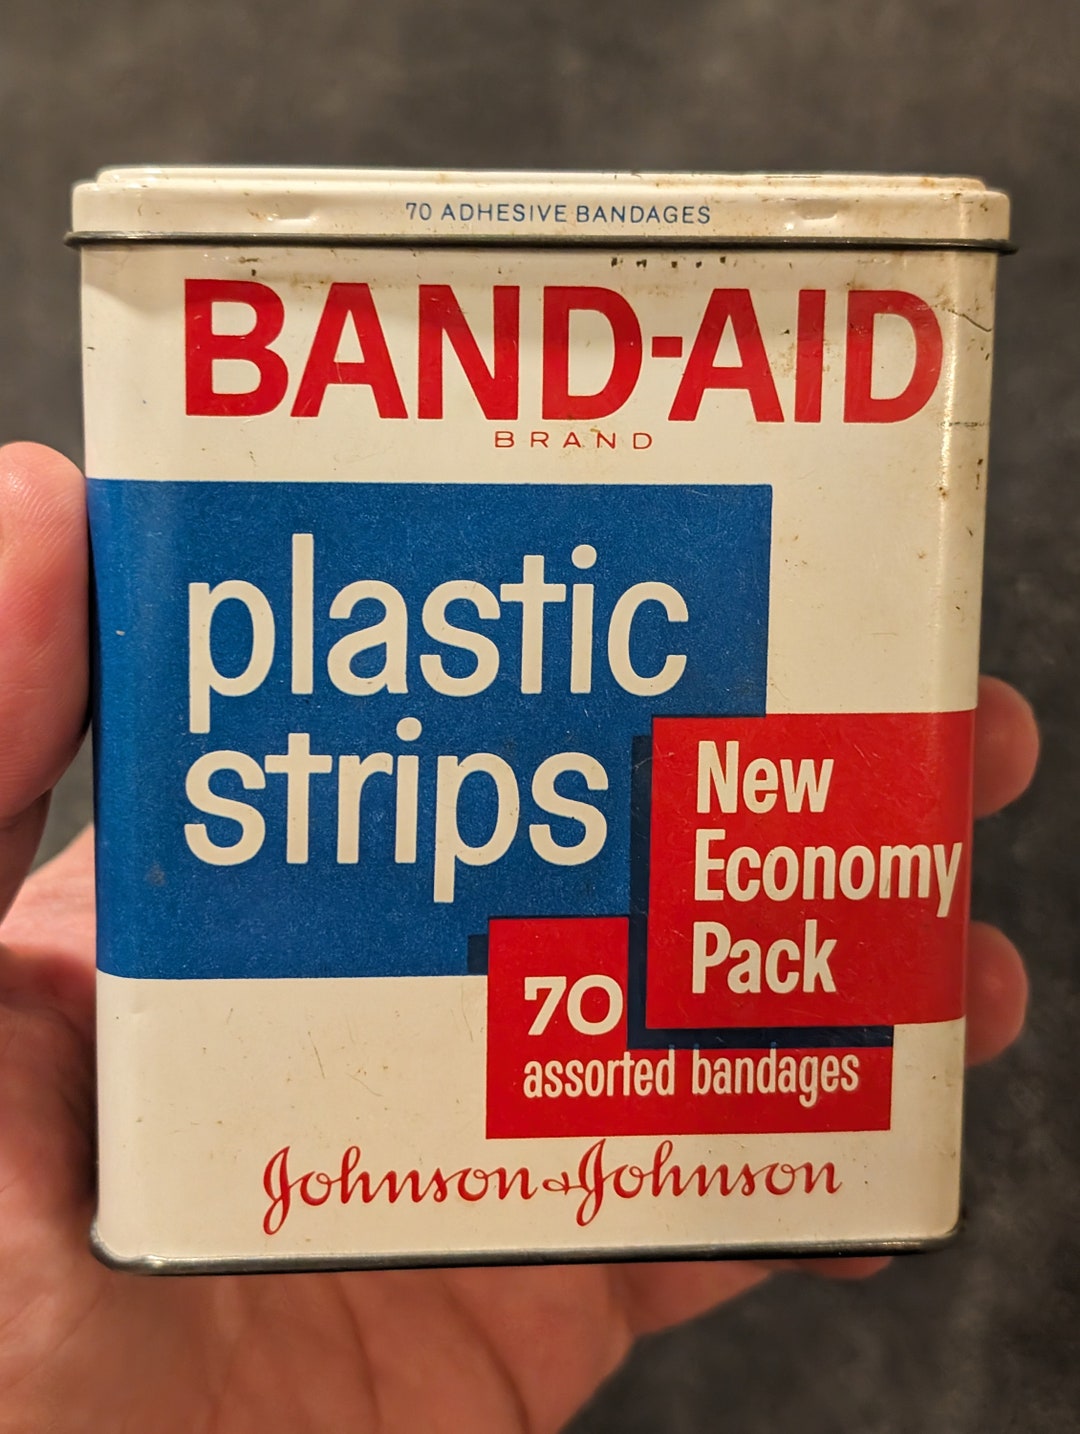 70 ADHESIVE BANDAGES
BAND-AID
BRAND
plastic
strips
New
Economy
Pack
70
assorted bandages
Johnson & Johnson